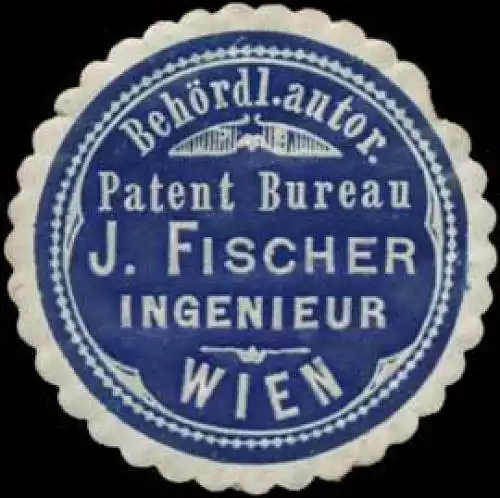 Behördl. autor.
Patent Bureau
J. FISCHER
INGENIEUR
WIEN